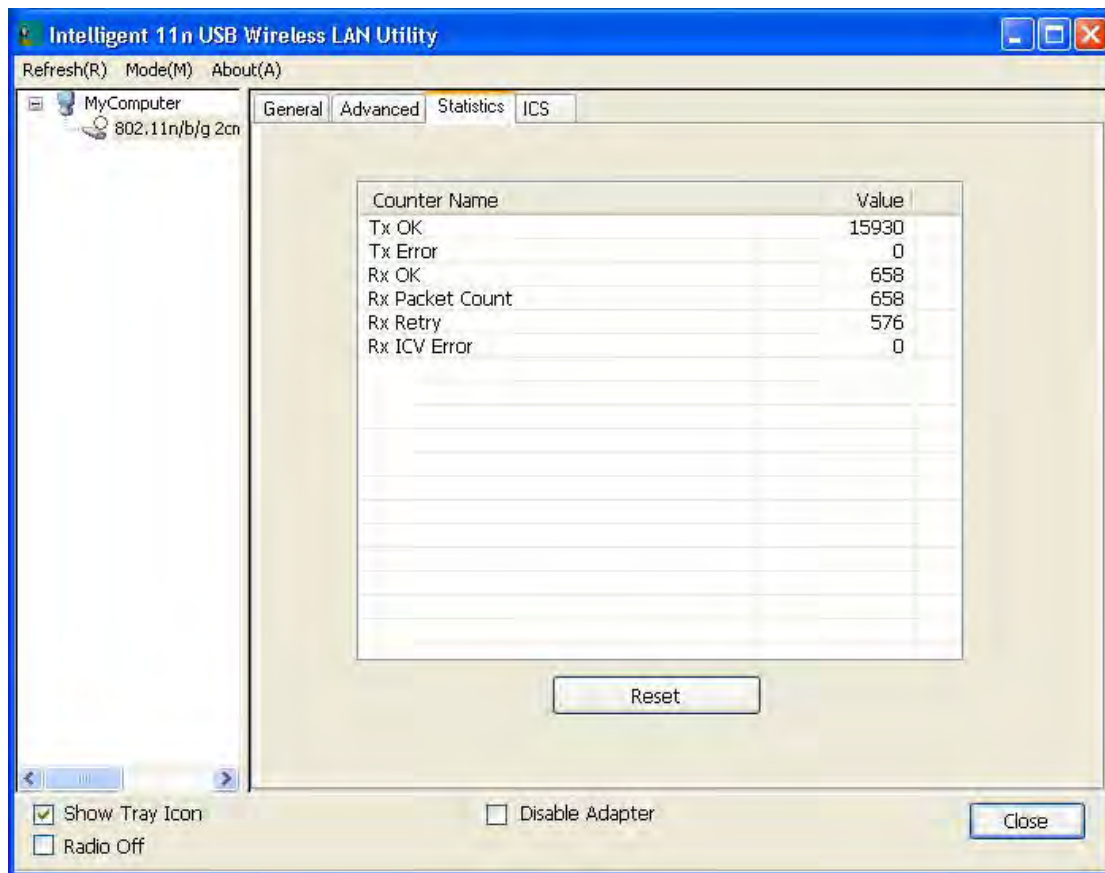 Intelligent 11n USB Wireless LAN Utility
Refresh(R) Mode(M) About(A)
MyComputer
802.11n/b/g 2cn
General Advanced Statistics ICS
Counter Name Value
Tx OK 15930
Tx Error 0
Rx OK 658
Rx Packet Count 658
Rx Retry 576
Rx ICV Error 0
Reset
Show Tray Icon Disable Adapter
Radio Off
Close